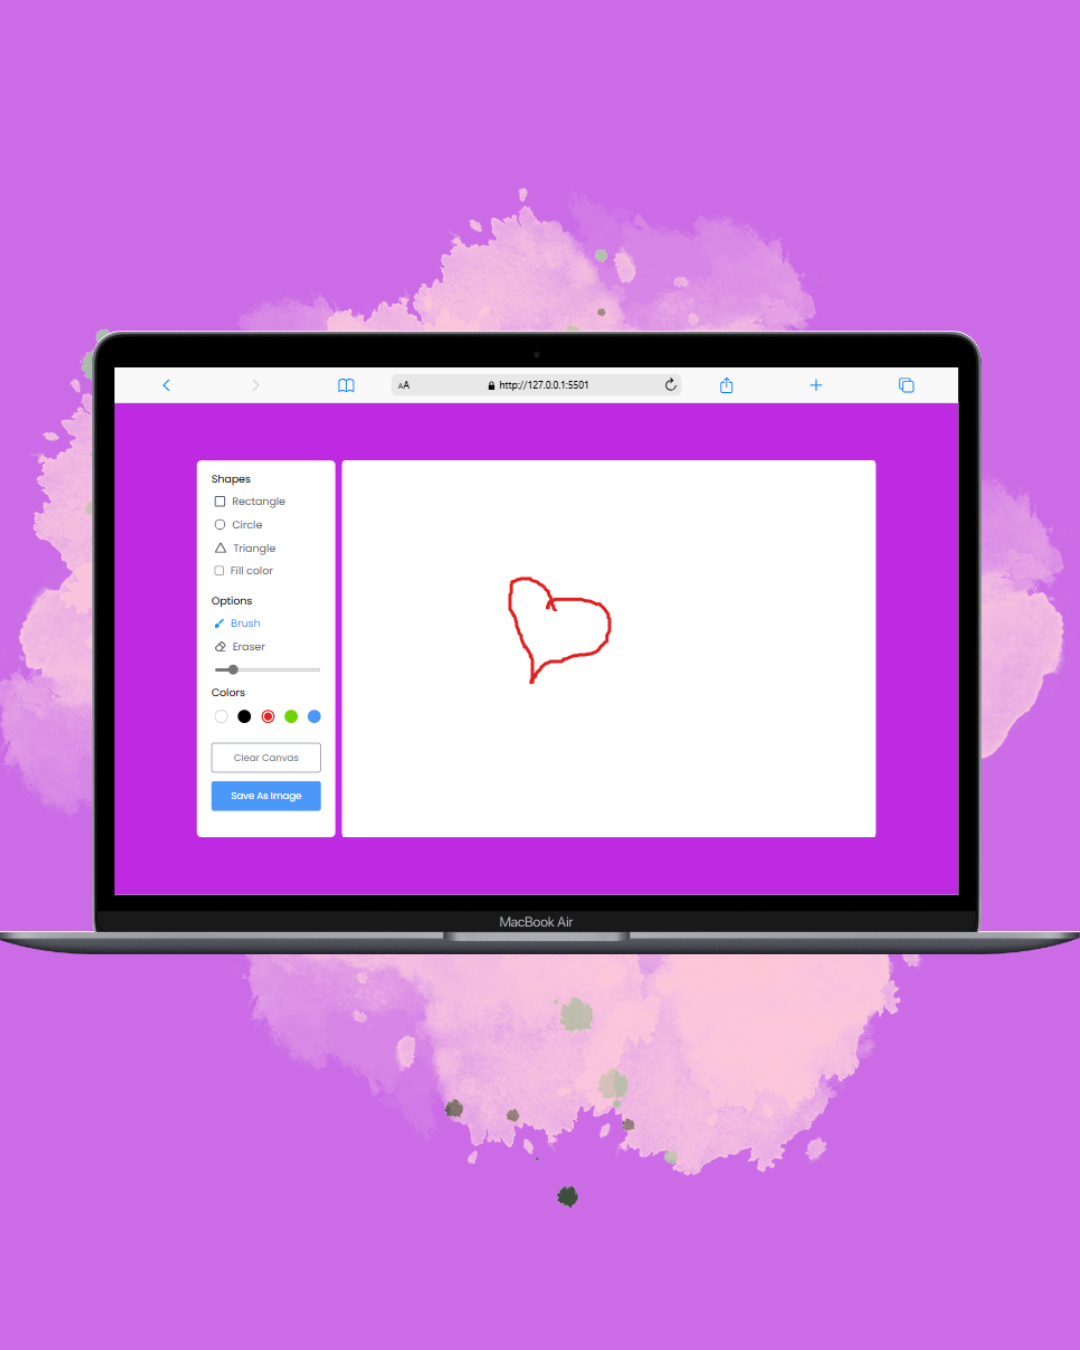 AA http://127.0.0.1:5501
Shapes
Rectangle
Circle
Triangle
Fill color
Options
Brush
Eraser
Colors
Clear Canvas
Save As Image
MacBook Air